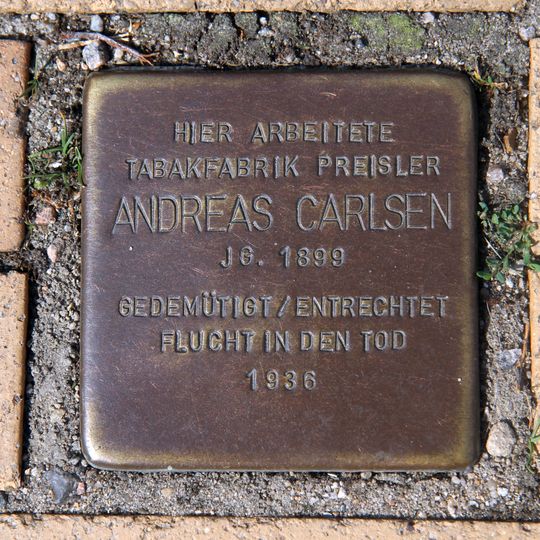 HIER ARBEITETE
TABAKFABRIK PREISLER
ANDREAS CARLSEN
JG. 1899
GEDEMÜTIGT/ENTRECHTET
FLUCHT IN DEN TOD
1936